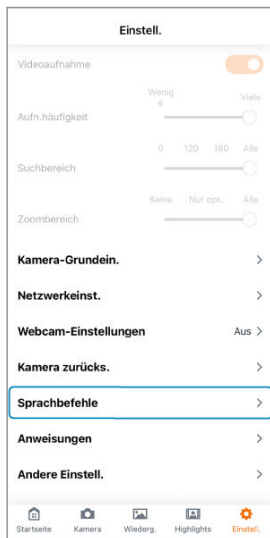 Einstell.
Videoaufnahme
Wenig
e
Viele
Aufn.häufigkeit
0 120 180 Alle
Suchbereich
Keine Nur opt. Alle
Zoombereich
Kamera-Grundein.
Netzwerkeinst.
Webcam-Einstellungen Aus
Kamera zurücks.
Sprachbefehle
Anweisungen
Andere Einstell.
Startseite Kamera Wiederg. Highlights Einstell.